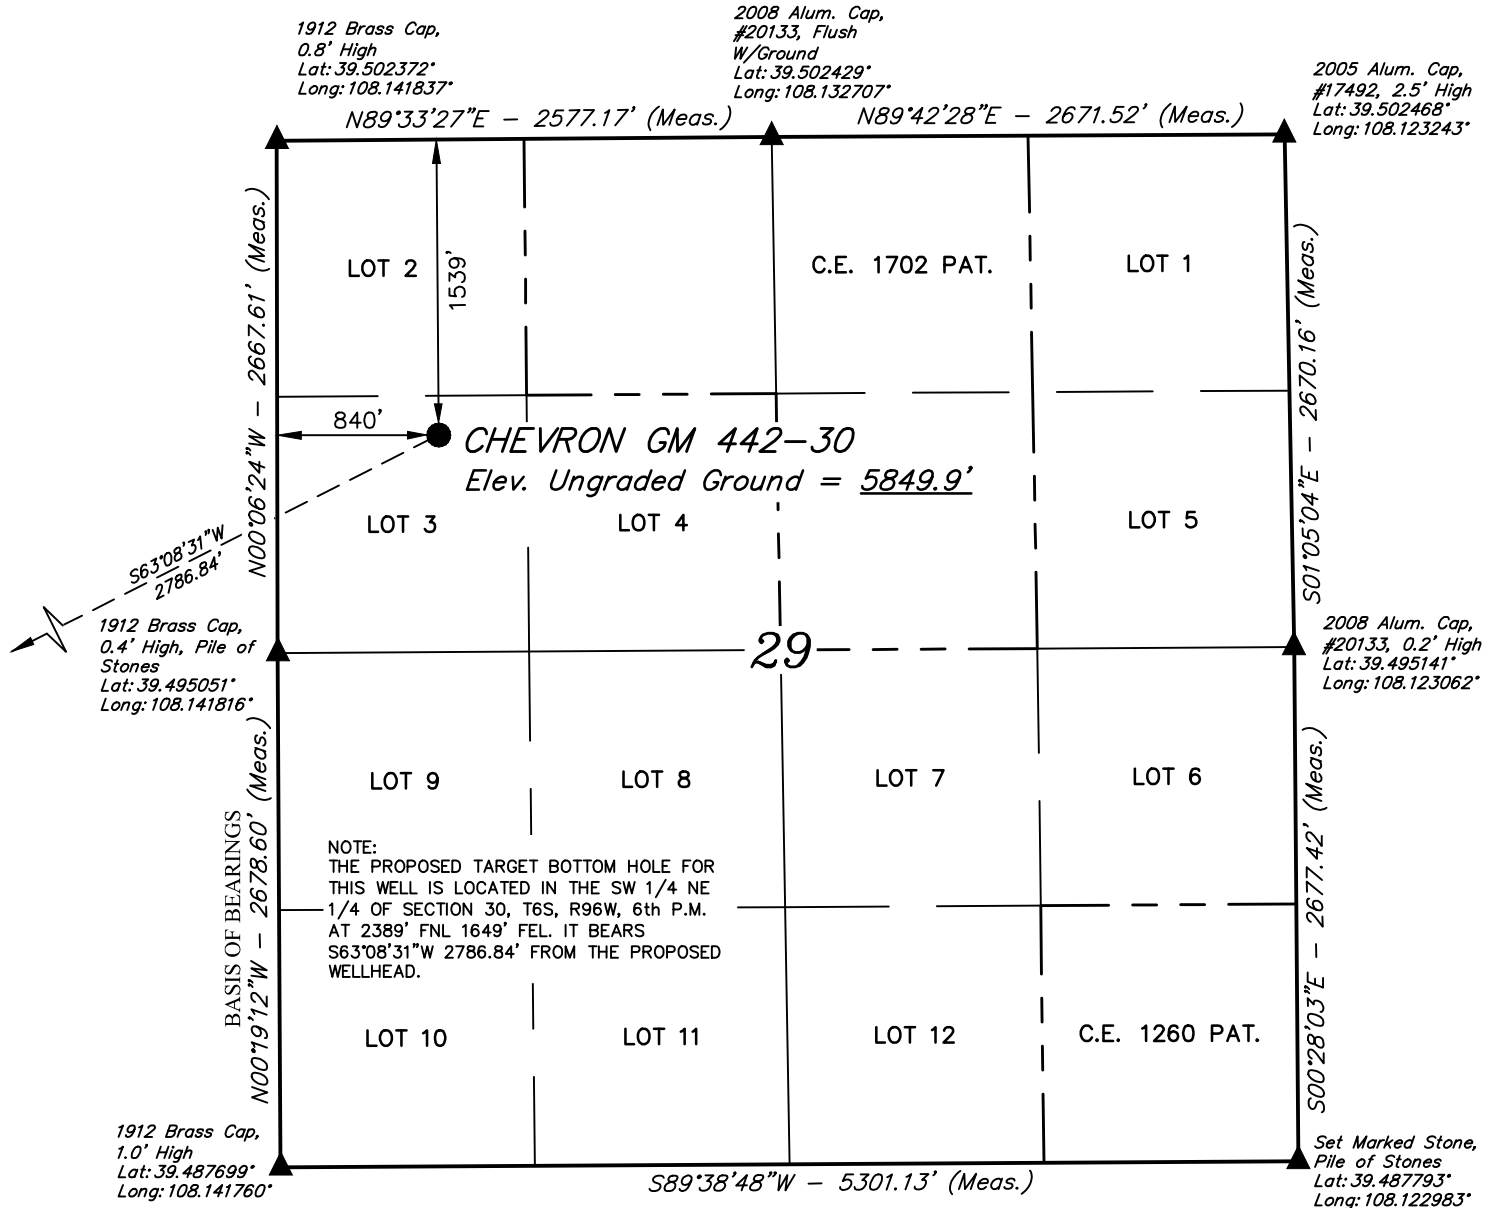 1912 Brass Cap,
0.8' High
Lat: 39.502372°
Long: 108.141837°
2008 Alum. Cap,
#20133, Flush
W/Ground
Lat: 39.502429°
Long: 108.132707°
2005 Alum. Cap,
#17492, 2.5' High
Lat: 39.502468°
Long: 108.123243°
N89°33'27"E - 2577.17' (Meas.)
N89°42'28"E - 2671.52' (Meas.)
N00°06'24"W - 2667.61' (Meas.)
LOT 2
1539'
C.E. 1702 PAT.
LOT 1
S01°05'04"E - 2670.16' (Meas.)
840'
CHEVRON GM 442-30
Elev. Ungraded Ground = 5849.9'
LOT 3
LOT 4
LOT 5
S63°08'31"W
2786.84'
1912 Brass Cap,
0.4' High, Pile of
Stones
Lat: 39.495051°
Long: 108.141816°
29
2008 Alum. Cap,
#20133, 0.2' High
Lat: 39.495141°
Long: 108.123062°
LOT 9
LOT 8
LOT 7
LOT 6
BASIS OF BEARINGS
N00°19'12"W - 2678.60' (Meas.)
NOTE:
THE PROPOSED TARGET BOTTOM HOLE FOR
THIS WELL IS LOCATED IN THE SW 1/4 NE
1/4 OF SECTION 30, T6S, R96W, 6th P.M.
AT 2389' FNL 1649' FEL. IT BEARS
S63°08'31"W 2786.84' FROM THE PROPOSED
WELLHEAD.
S00°28'03"E - 2677.42' (Meas.)
LOT 10
LOT 11
LOT 12
C.E. 1260 PAT.
1912 Brass Cap,
1.0' High
Lat: 39.487699°
Long: 108.141760°
S89°38'48"W - 5301.13' (Meas.)
Set Marked Stone,
Pile of Stones
Lat: 39.487793°
Long: 108.122983°